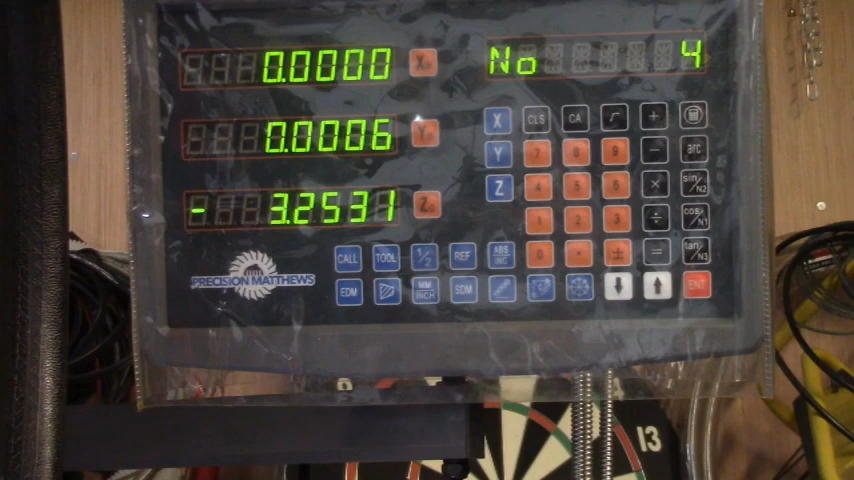 0.0000 X₀ No 4
0.0006 Y₀
- 3.2531 Z₀
X CLS CA √ +
Y 7 8 9 - arc
Z 4 5 6 × sin/N2
1 2 3 ÷ cos/N1
CALL TOOL 1/2 REF ABS/INC 0 . ± = tan/N3
EDM MM/INCH SDM ⬇ ⬆ ENT
PRECISION MATTHEWS
13